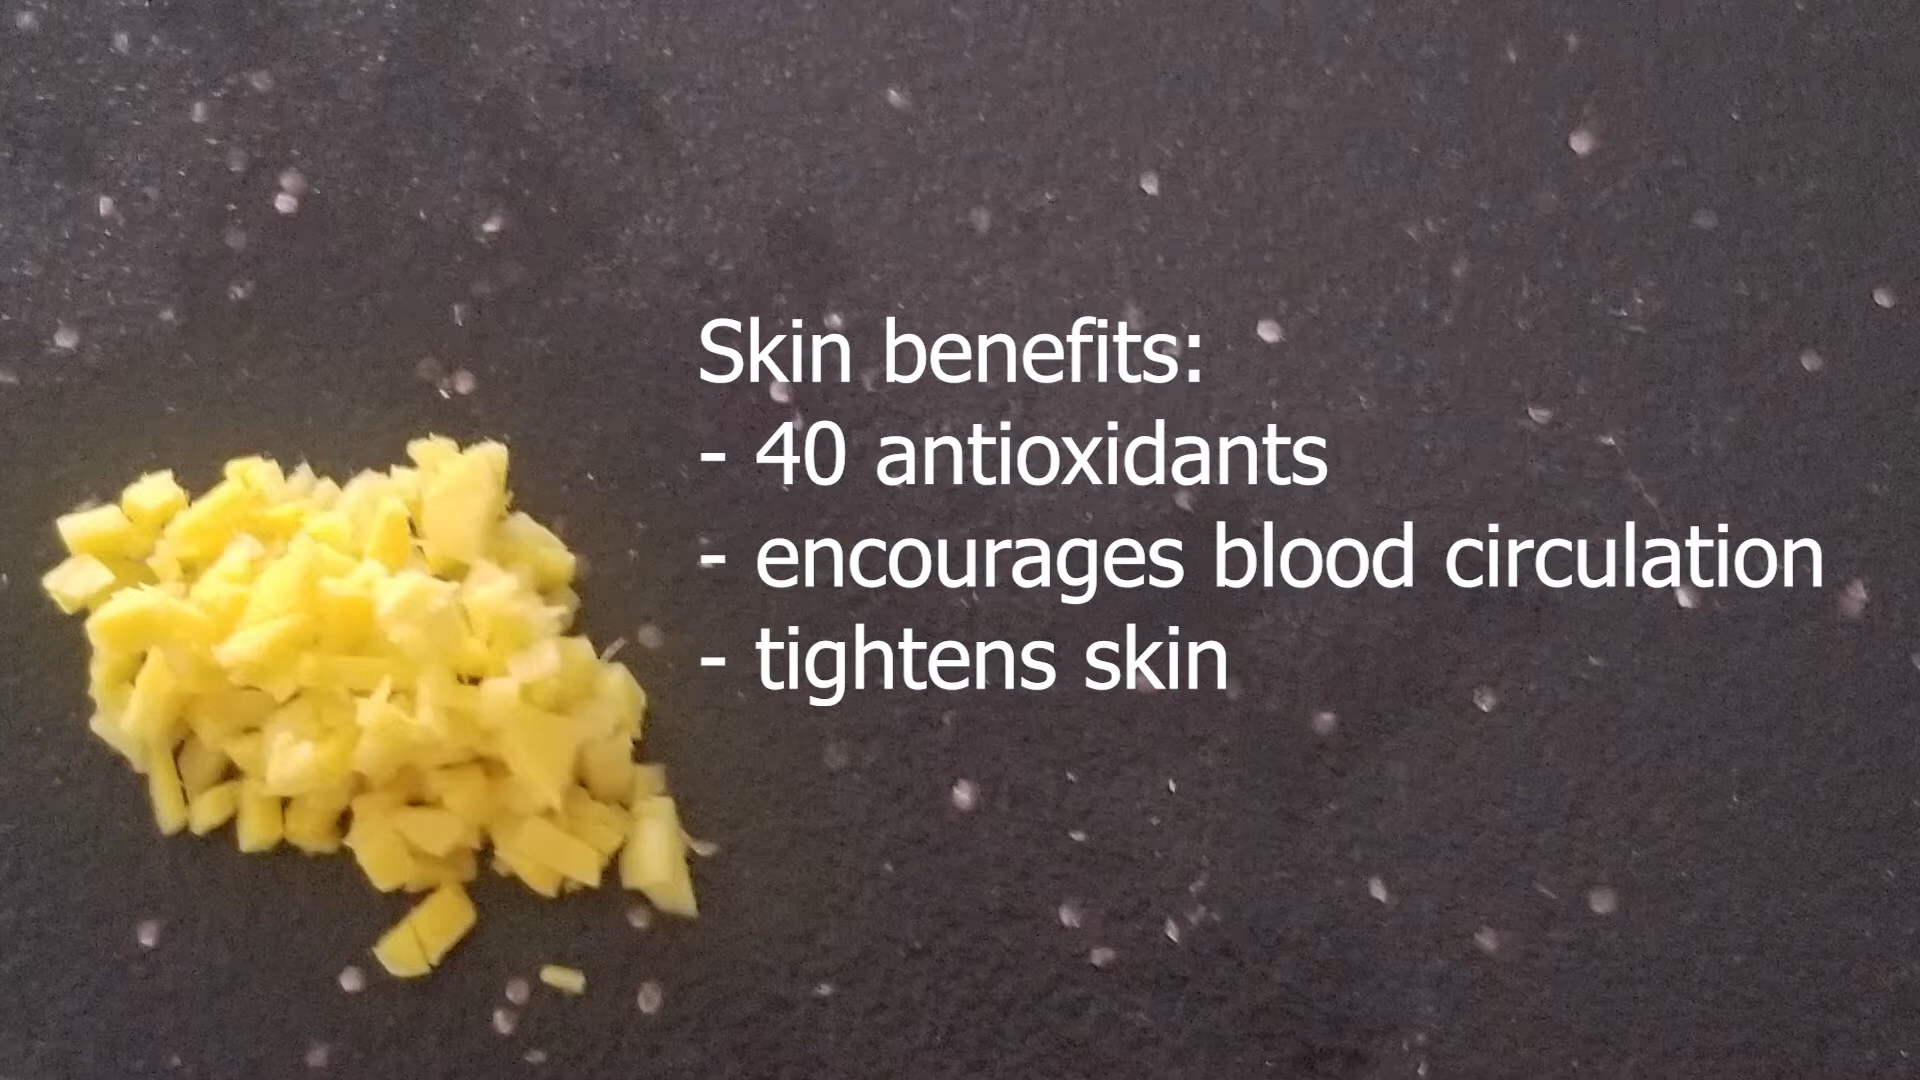 Skin benefits:
- 40 antioxidants
- encourages blood circulation
- tightens skin